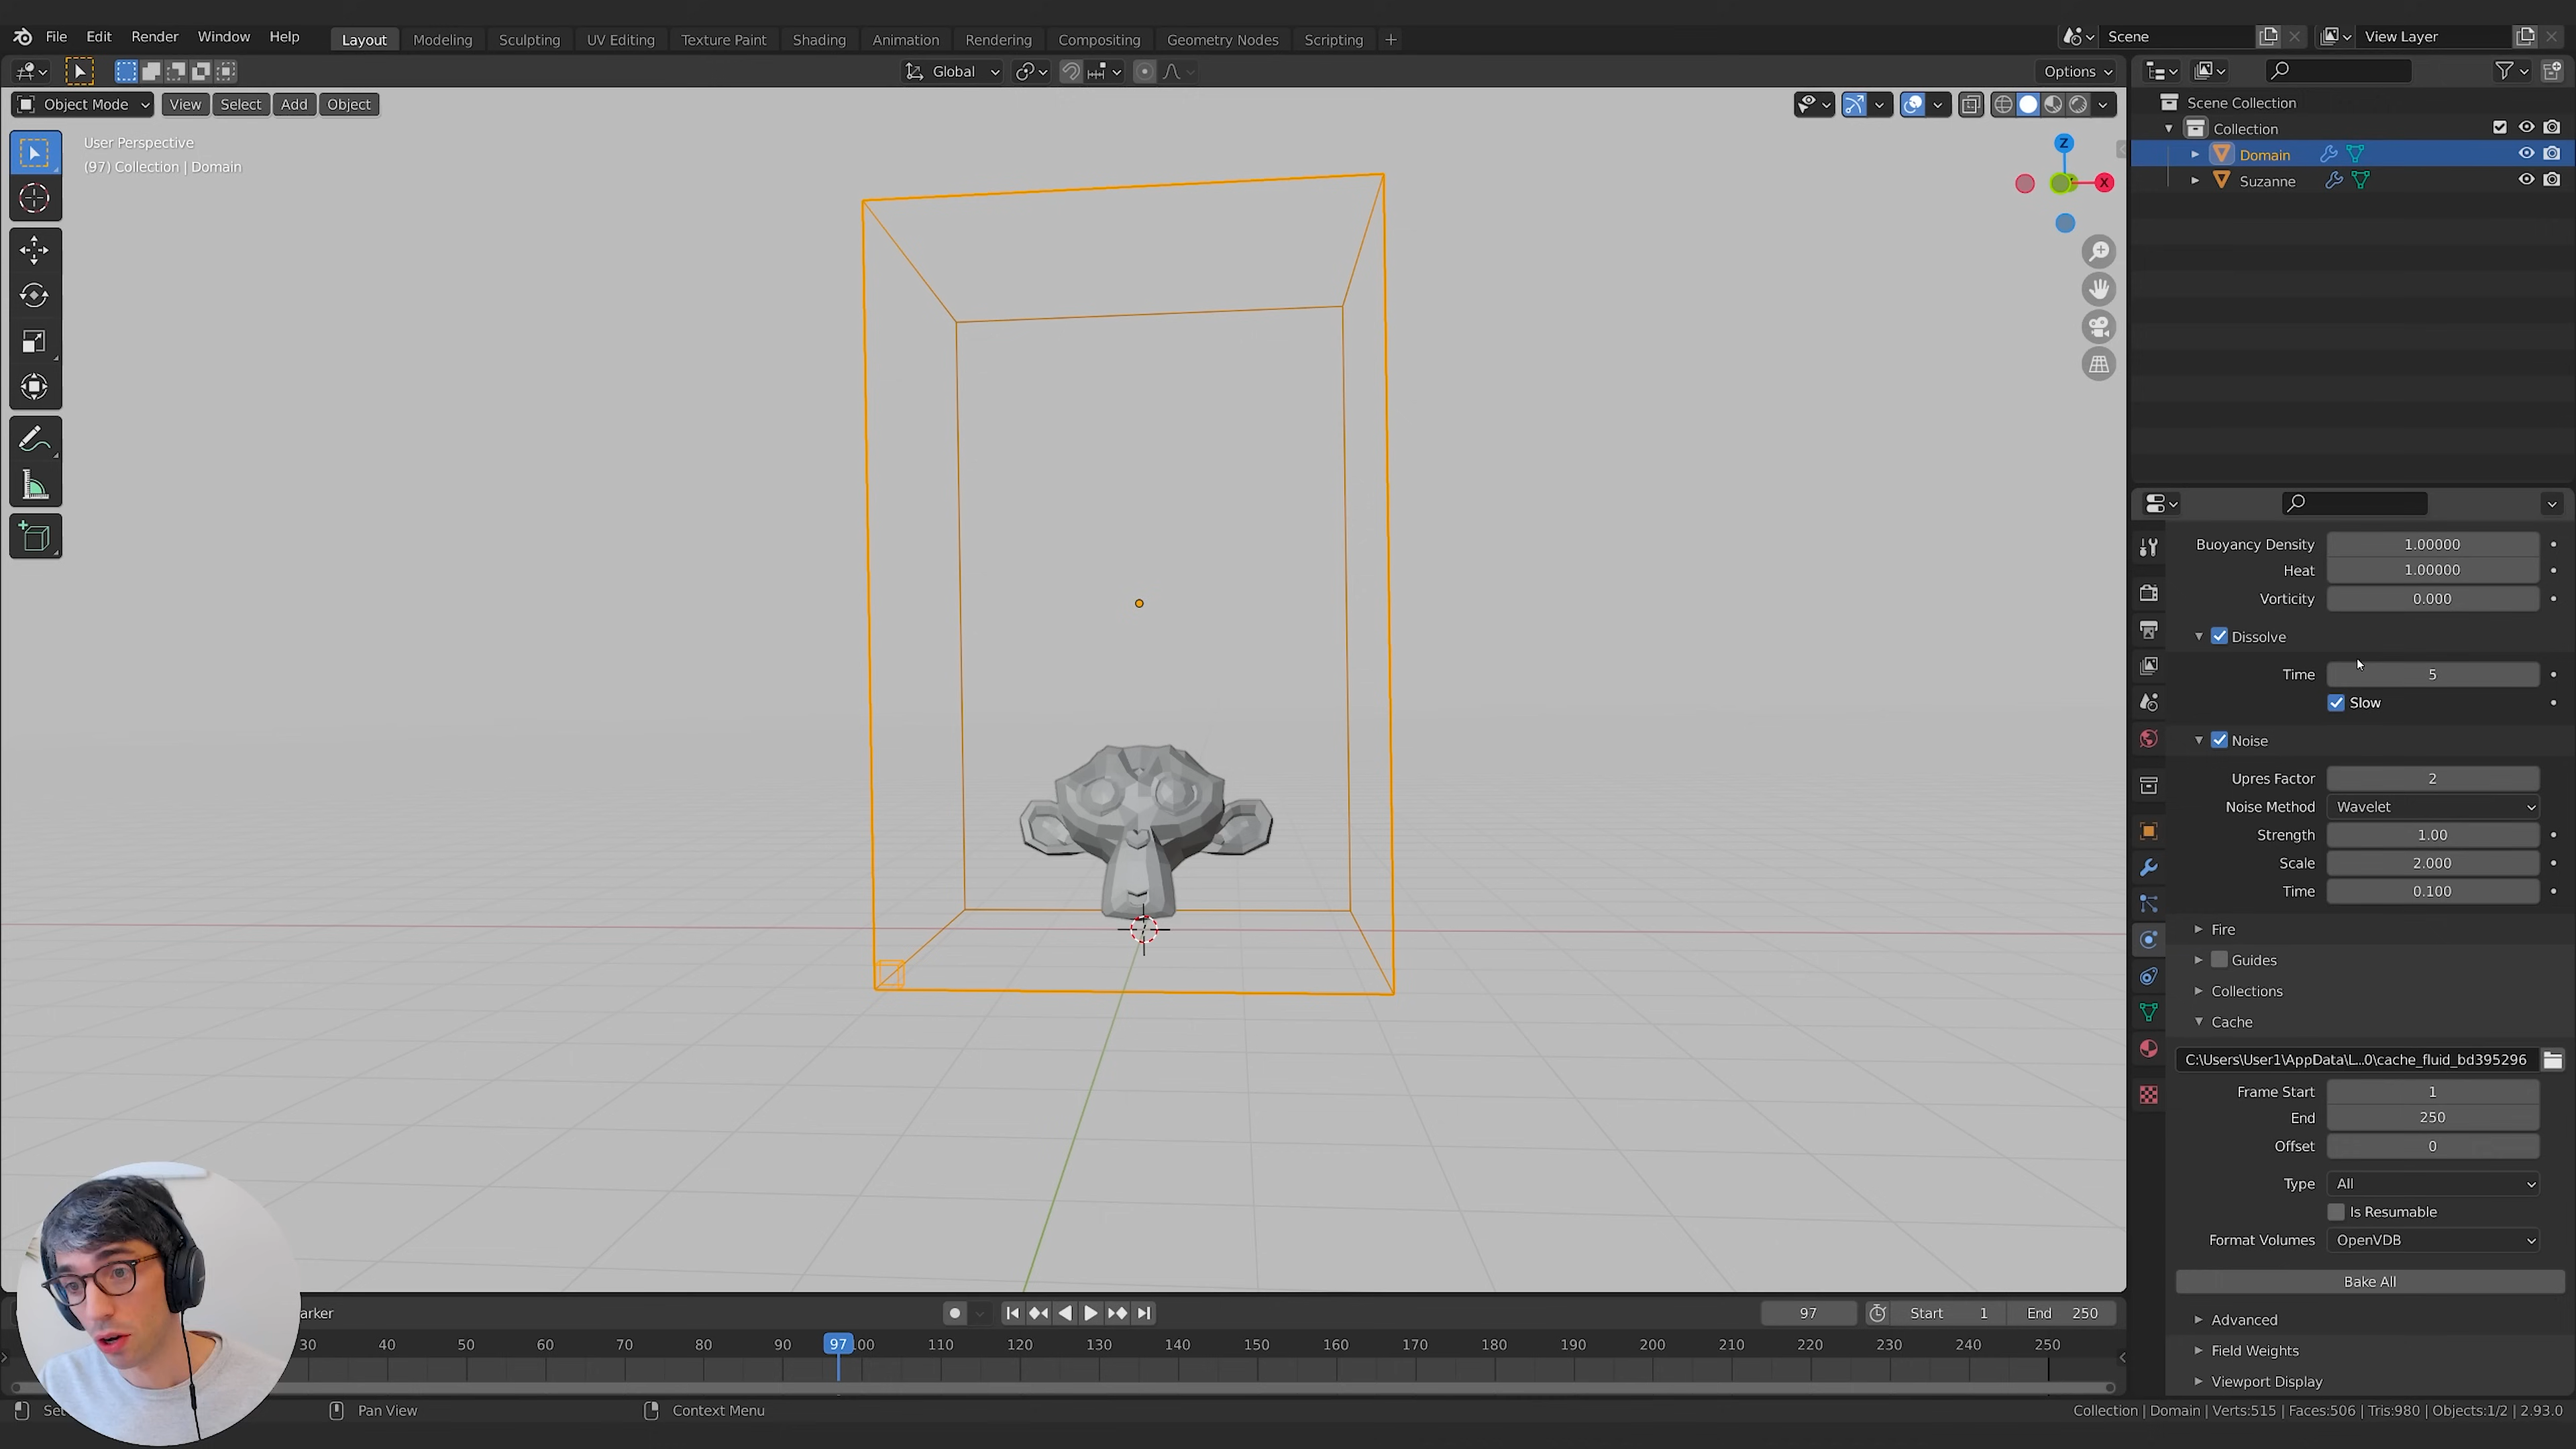 File Edit Render Window Help Layout Modeling Sculpting UV Editing Texture Paint Shading Animation Rendering Compositing Geometry Nodes Scripting + Scene View Layer
Global Options
Object Mode View Select Add Object
User Perspective
(97) Collection | Domain
Z
X
Scene Collection
Collection
Domain
Suzanne
Buoyancy Density 1.00000
Heat 1.00000
Vorticity 0.000
Dissolve
Time 5
Slow
Noise
Upres Factor 2
Noise Method Wavelet
Strength 1.00
Scale 2.000
Time 0.100
Fire
Guides
Collections
Cache
C:\Users\User1\AppData\L...0\cache_fluid_bd395296
Frame Start 1
End 250
Offset 0
Type All
Is Resumable
Format Volumes OpenVDB
Bake All
Advanced
Field Weights
Viewport Display
arker 97 Start 1 End 250
30 40 50 60 70 80 90 97 100 110 120 130 140 150 160 170 180 190 200 210 220 230 240 250
Pan View Context Menu Collection | Domain | Verts:515 | Faces:506 | Tris:980 | Objects:1/2 | 2.93.0